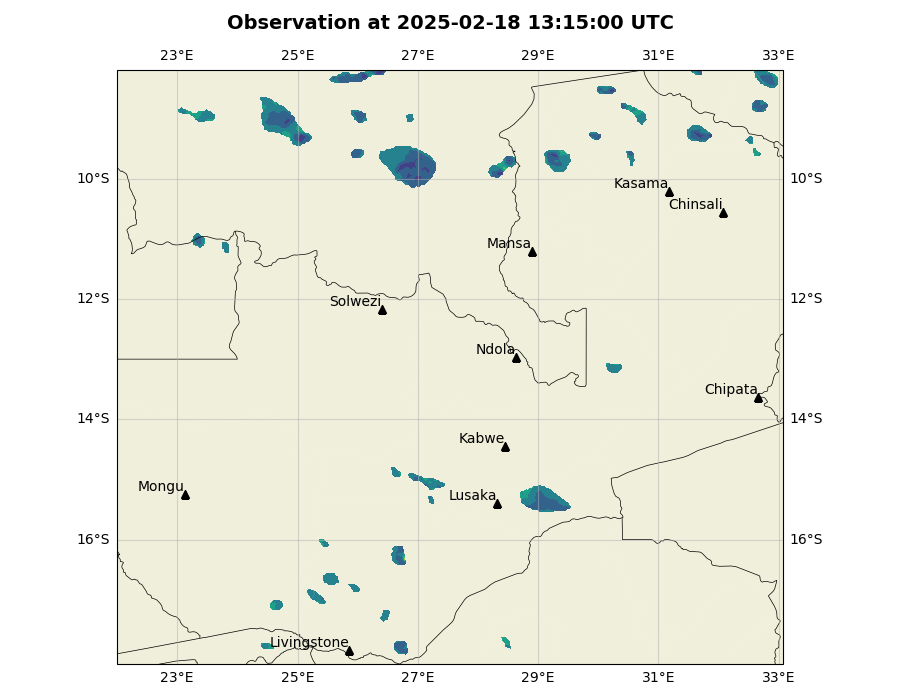 Observation at 2025-02-18 13:15:00 UTC
23°E 25°E 27°E 29°E 31°E 33°E
10°S 10°S
Kasama
Chinsali
Mansa
12°S 12°S
Solwezi
Ndola
Chipata
14°S 14°S
Kabwe
Mongu
Lusaka
16°S 16°S
Livingstone
23°E 25°E 27°E 29°E 31°E 33°E